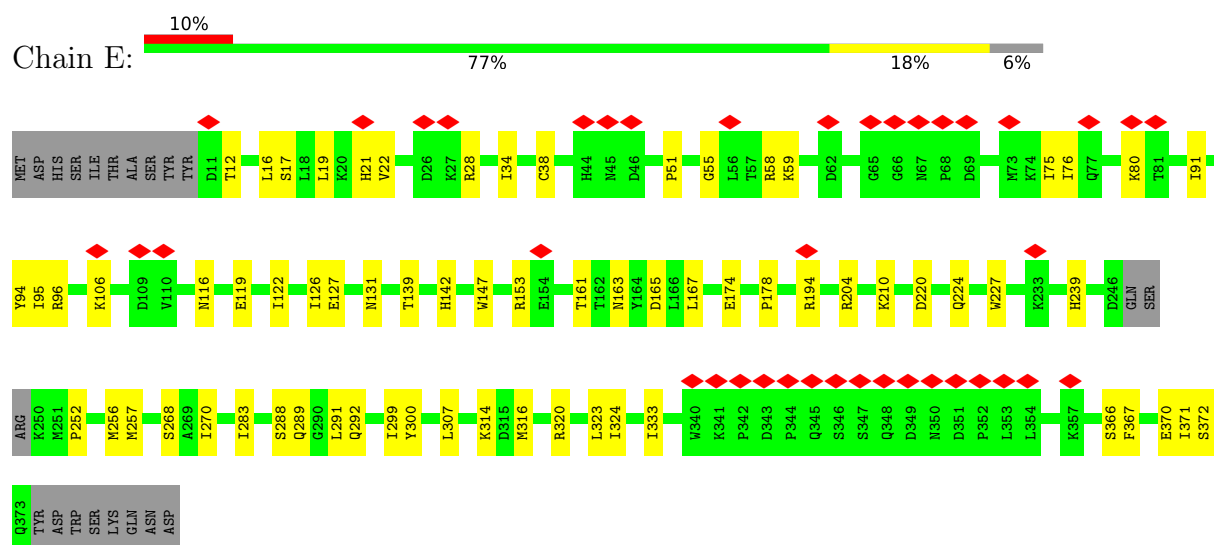 10%
Chain E:
77% 18% 6%
MET ASP HIS SER ILE THR ALA SER TYR TYR D11 T12 L16 S17 L18 L19 K20 H21 V22 D26 K27 R28 I34 C38 H44 N45 D46 P51 G55 L56 T57 R58 K59 D62 G65 G66 N67 P68 D69 M73 K74 I75 I76 Q77 K80 T81 I91
Y94 I95 R96 K106 D109 V110 N116 E119 I122 I126 E127 N131 T139 H142 W147 R153 E154 T161 T162 N163 Y164 D165 L166 L167 E174 P178 R194 R204 K210 D220 Q224 W227 K233 H239 D246 GLN SER
ARG K250 M251 P252 M256 M257 S268 A269 I270 I283 S288 Q289 G290 L291 Q292 I299 Y300 L307 K314 D315 M316 R320 L323 I324 I333 W340 K341 P342 D343 P344 Q345 S346 S347 Q348 D349 N350 D351 P352 L353 L354 K357 S366 F367 E370 I371 S372
Q373 TYR ASP TRP SER LYS GLN ASN ASP